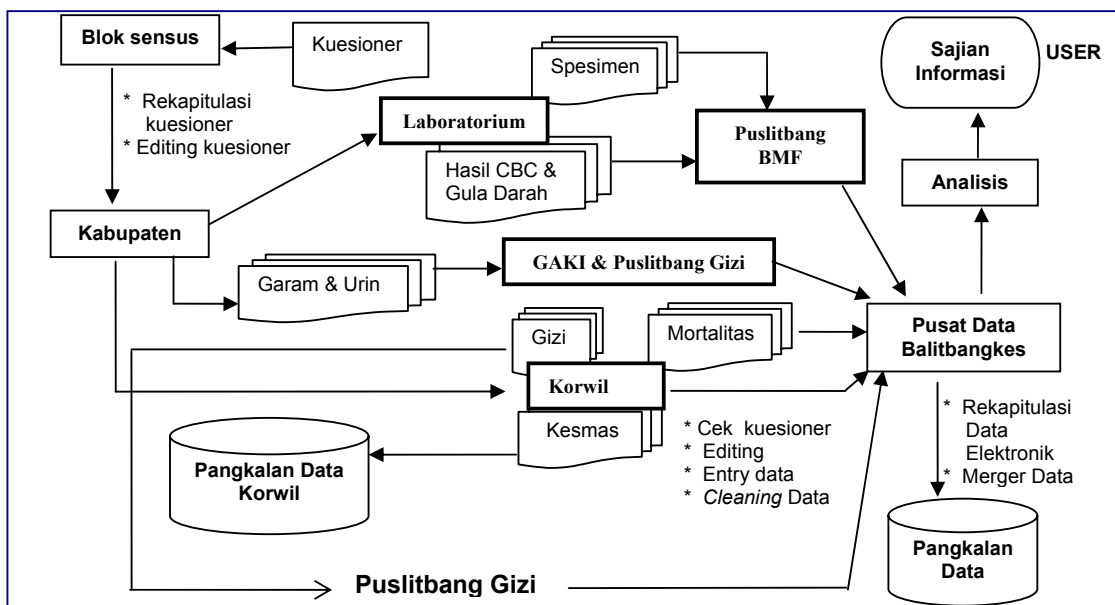 Blok sensus
Kuesioner
* Rekapitulasi
kuesioner
* Editing kuesioner
Kabupaten
Spesimen
Laboratorium
Hasil CBC &
Gula Darah
Puslitbang
BMF
Sajian
Informasi
USER
Analisis
Garam & Urin
GAKI & Puslitbang Gizi
Gizi
Mortalitas
Korwil
Kesmas
Pusat Data
Balitbangkes
* Cek kuesioner
* Editing
* Entry data
* Cleaning Data
* Rekapitulasi
Data
Elektronik
* Merger Data
Pangkalan Data
Korwil
Pangkalan
Data
Puslitbang Gizi